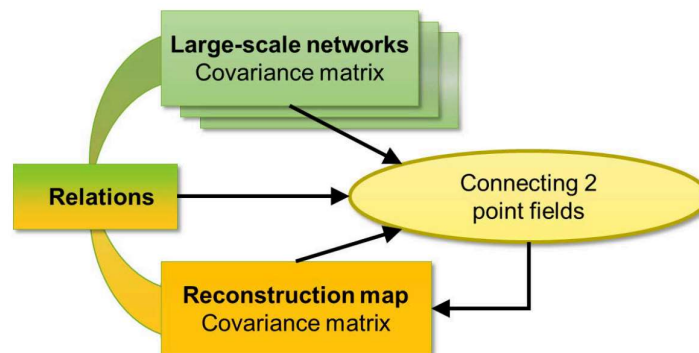 Large-scale networks
Covariance matrix
Relations
Connecting 2
point fields
Reconstruction map
Covariance matrix